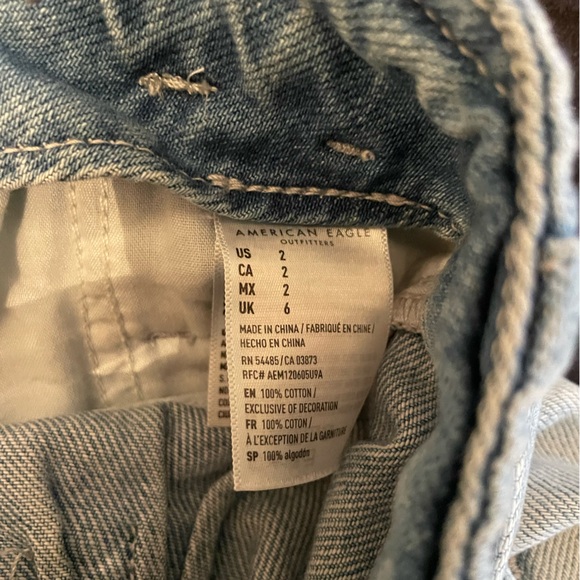 AMERICAN EAGLE
OUTFITTERS
US 2
CA 2
MX 2
UK 6
MADE IN CHINA / FABRIQUÉ EN CHINE /
HECHO EN CHINA
RN 54485 / CA 03873
RFC# AEM120605U9A
EN 100% COTTON /
EXCLUSIVE OF DECORATION
FR 100% COTON /
À L'EXCEPTION DE LA GARNITURE
SP 100% algodón